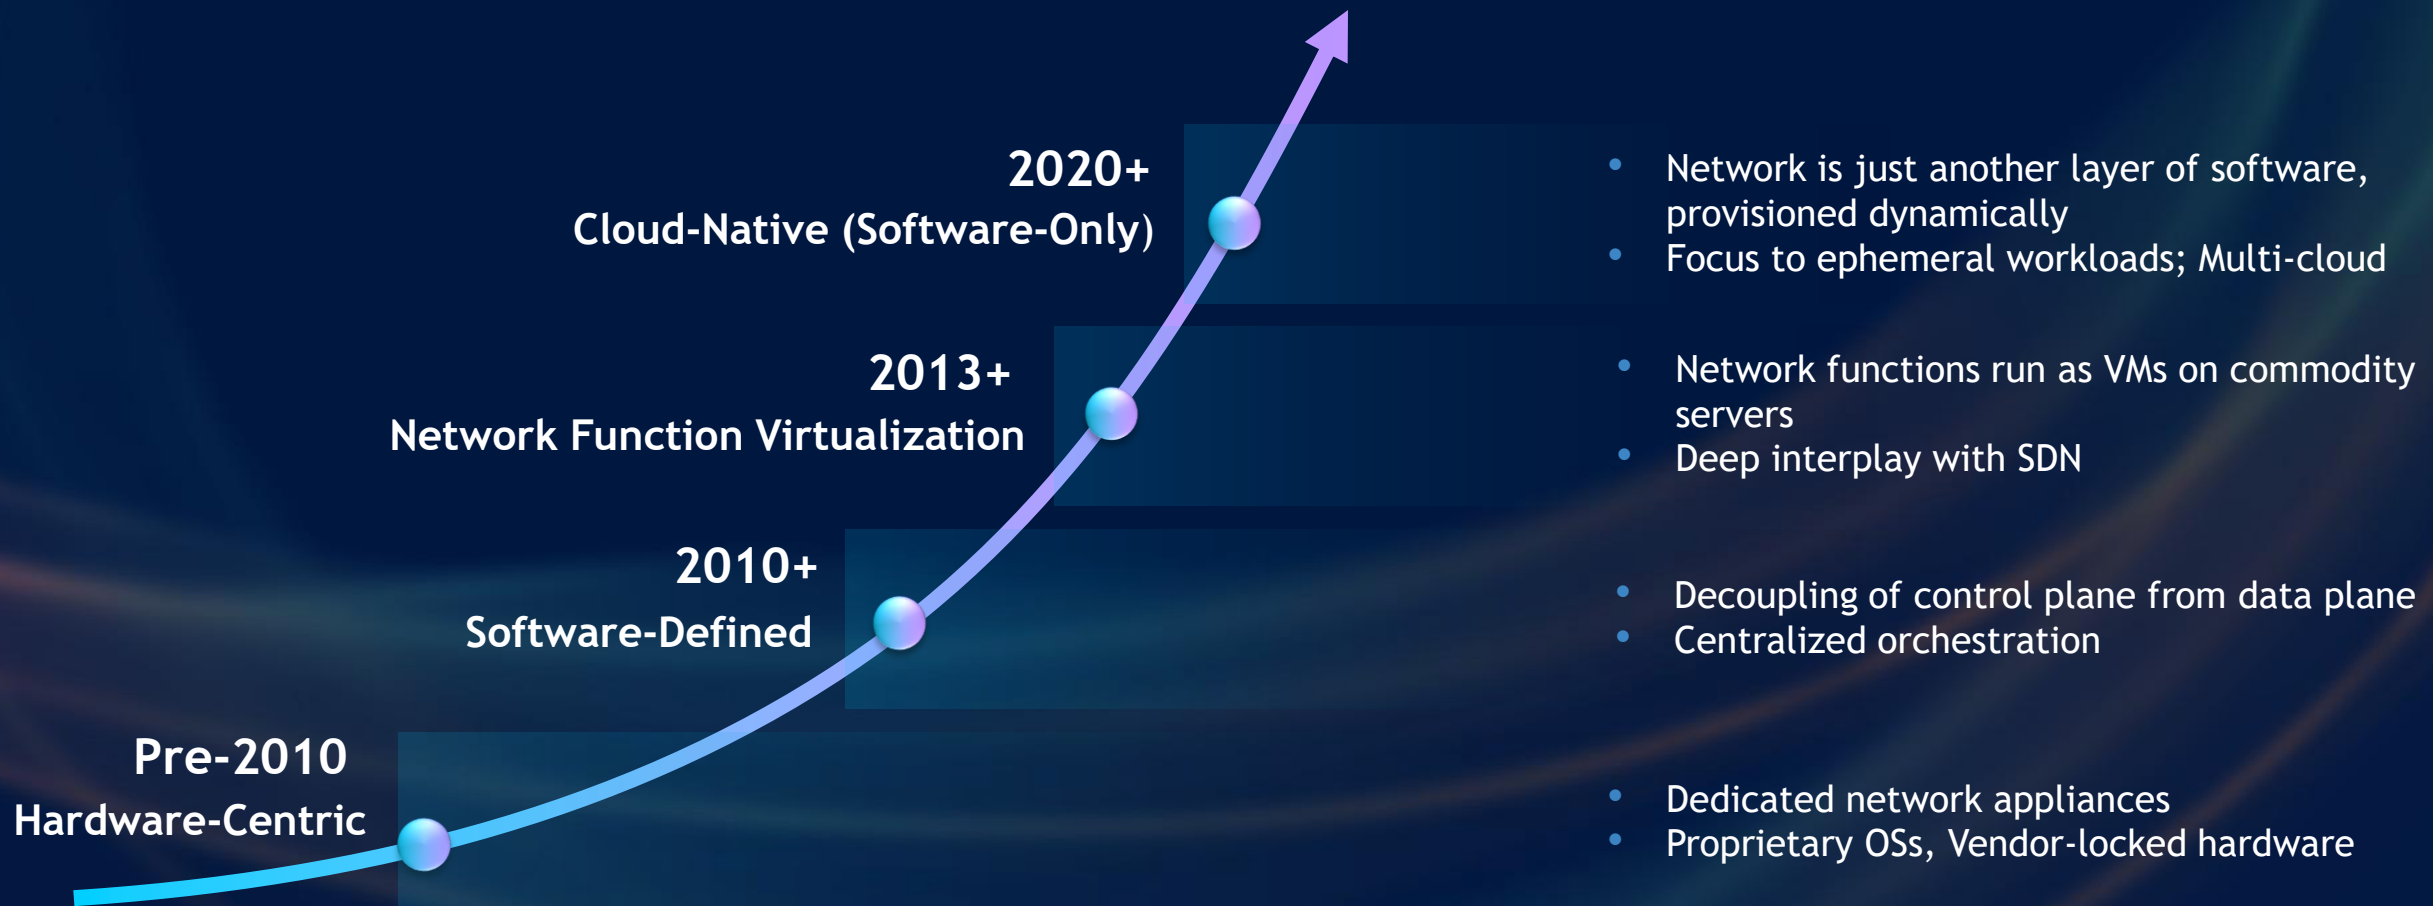 2020+
Cloud-Native (Software-Only)
• Network is just another layer of software,
provisioned dynamically
• Focus to ephemeral workloads; Multi-cloud
2013+
Network Function Virtualization
• Network functions run as VMs on commodity
servers
• Deep interplay with SDN
2010+
Software-Defined
• Decoupling of control plane from data plane
• Centralized orchestration
Pre-2010
Hardware-Centric
• Dedicated network appliances
• Proprietary OSs, Vendor-locked hardware